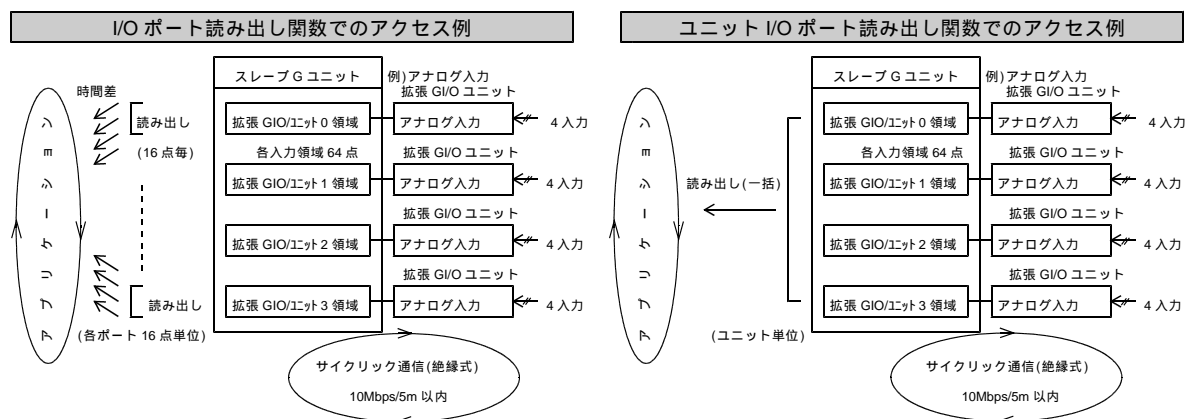 I/O ポート読み出し関数でのアクセス例
スレーブ G ユニット
例)アナログ入力
拡張 GI/O ユニット
時間差
読み出し
(16 点毎)
拡張 GIO/ユニット0 領域
アナログ入力
4 入力
各入力領域 64 点
拡張 GI/O ユニット
拡張 GIO/ユニット1 領域
アナログ入力
4 入力
拡張 GI/O ユニット
拡張 GIO/ユニット2 領域
アナログ入力
4 入力
拡張 GI/O ユニット
読み出し
拡張 GIO/ユニット3 領域
アナログ入力
4 入力
(各ポート 16 点単位)
アプリケーション
サイクリック通信(絶縁式)
10Mbps/5m 以内
ユニット I/O ポート読み出し関数でのアクセス例
スレーブ G ユニット
例)アナログ入力
拡張 GI/O ユニット
拡張 GIO/ユニット0 領域
アナログ入力
4 入力
各入力領域 64 点
拡張 GI/O ユニット
読み出し(一括)
拡張 GIO/ユニット1 領域
アナログ入力
4 入力
拡張 GI/O ユニット
拡張 GIO/ユニット2 領域
アナログ入力
4 入力
拡張 GI/O ユニット
拡張 GIO/ユニット3 領域
アナログ入力
4 入力
(ユニット単位)
アプリケーション
サイクリック通信(絶縁式)
10Mbps/5m 以内